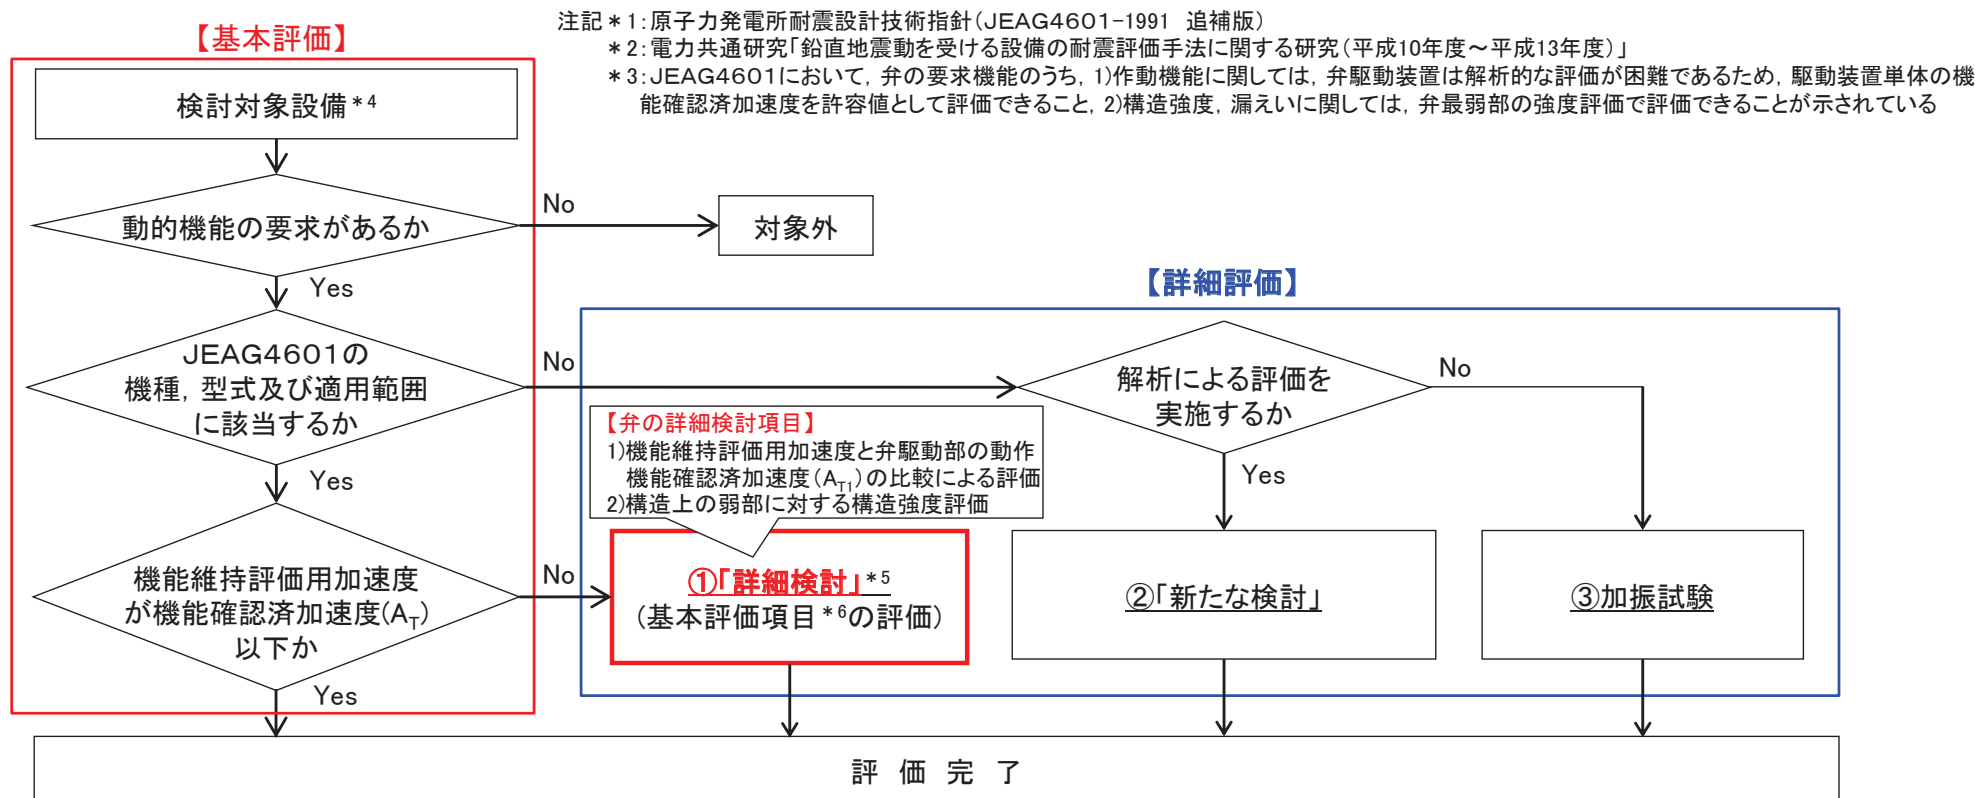 注記＊1：原子力発電所耐震設計技術指針（JEAG4601-1991 追補版）
＊2：電力共通研究「鉛直地震動を受ける設備の耐震評価手法に関する研究（平成10年度～平成13年度）」
＊3：JEAG4601において，弁の要求機能のうち，1)作動機能に関しては，弁駆動装置は解析的な評価が困難であるため，駆動装置単体の機
能確認済加速度を許容値として評価できること，2)構造強度，漏えいに関しては，弁最弱部の強度評価で評価できることが示されている
【基本評価】
検討対象設備＊4
動的機能の要求があるか
No
対象外
Yes
【詳細評価】
JEAG4601の
機種，型式及び適用範囲
に該当するか
No
解析による評価を
実施するか
No
Yes
Yes
【弁の詳細検討項目】
1)機能維持評価用加速度と弁駆動部の動作
機能確認済加速度（AT1）の比較による評価
2)構造上の弱部に対する構造強度評価
機能維持評価用加速度
が機能確認済加速度(AT)
以下か
No
Yes
①「詳細検討」＊5
（基本評価項目＊6の評価）
②「新たな検討」
③加振試験
評 価 完 了